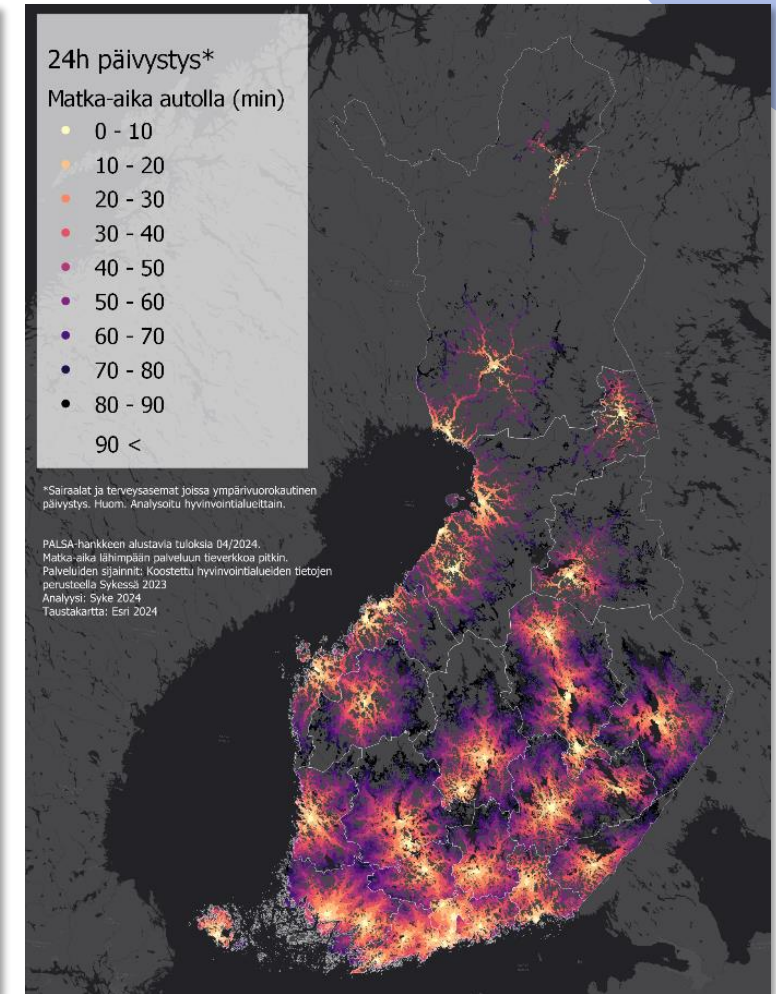 24h päivystys*
Matka-aika autolla (min)
0 - 10
10 - 20
20 - 30
30 - 40
40 - 50
50 - 60
60 - 70
70 - 80
80 - 90
90 <
*Sairaalat ja terveysasemat joissa ympärivuorokautinen
päivystys. Huom. Analysoitu hyvinvointialueittain.
PALSA-hankkeen alustavia tuloksia 04/2024.
Matka-aika lähimpään palveluun tieverkkoa pitkin.
Palveluiden sijainnit: Koostettu hyvinvointialueiden tietojen
perusteella Sykessä 2023
Analyysi: Syke 2024
Taustakartta: Esri 2024